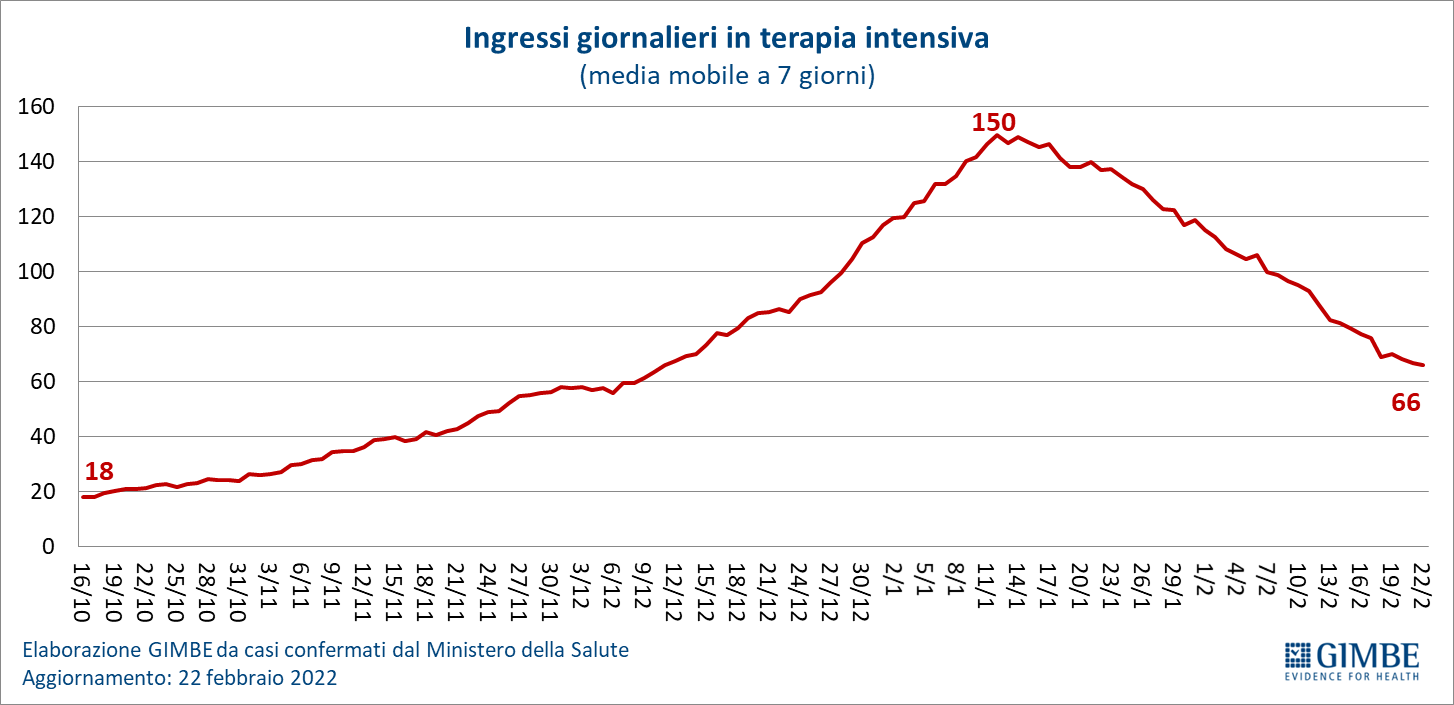 Ingressi giornalieri in terapia intensiva
(media mobile a 7 giorni)
160
140
120
100
80
60
40
20
0
150
66
18
16/10 19/10 22/10 25/10 28/10 31/10 3/11 6/11 9/11 12/11 15/11 18/11 21/11 24/11 27/11 30/11 3/12 6/12 9/12 12/12 15/12 18/12 21/12 24/12 27/12 30/12 2/1 5/1 8/1 11/1 14/1 17/1 20/1 23/1 26/1 29/1 1/2 4/2 7/2 10/2 13/2 16/2 19/2 22/2
Elaborazione GIMBE da casi confermati dal Ministero della Salute
Aggiornamento: 22 febbraio 2022
GIMBE
EVIDENCE FOR HEALTH